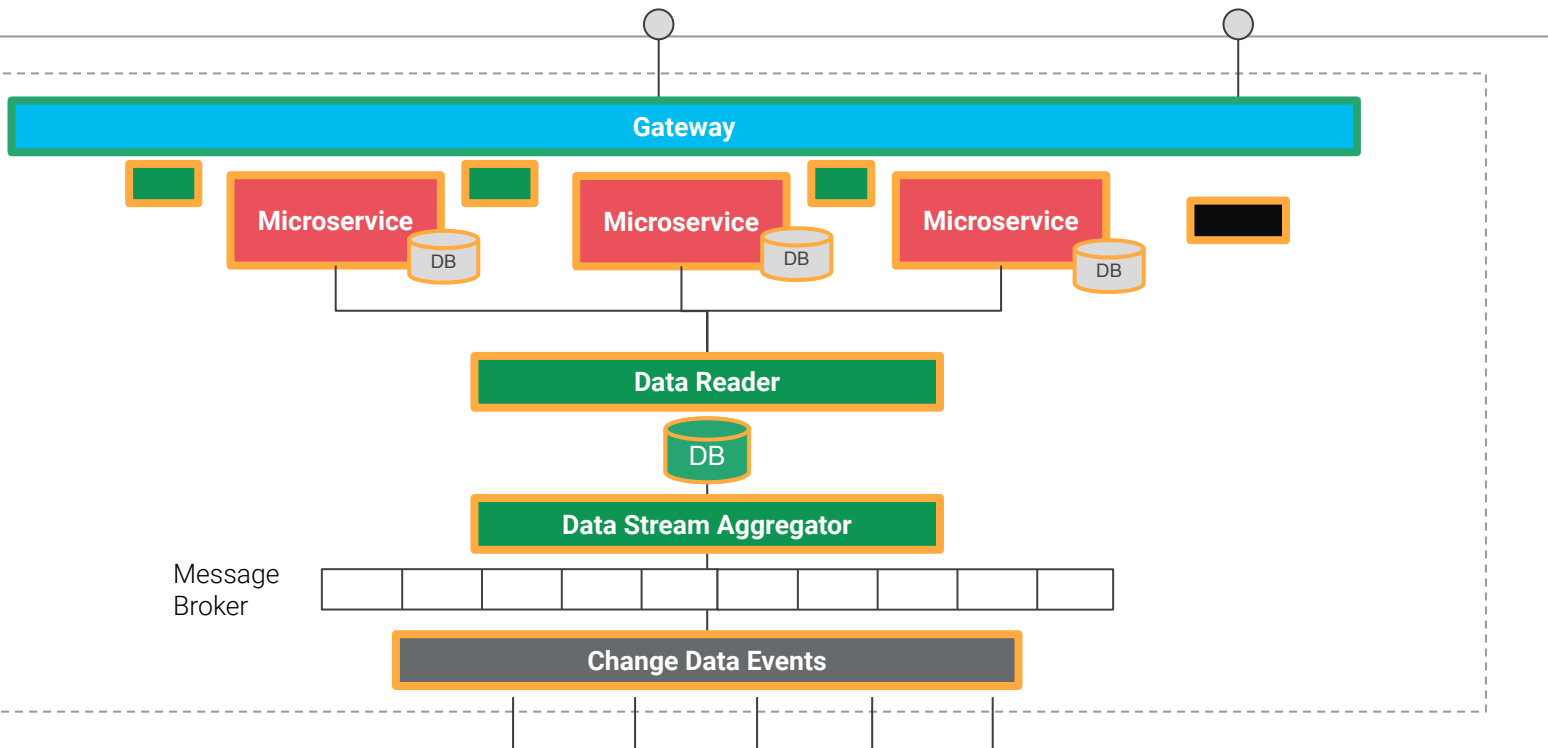 Gateway
Microservice
Microservice
Microservice
DB
DB
DB
Data Reader
DB
Data Stream Aggregator
Message
Broker
Change Data Events